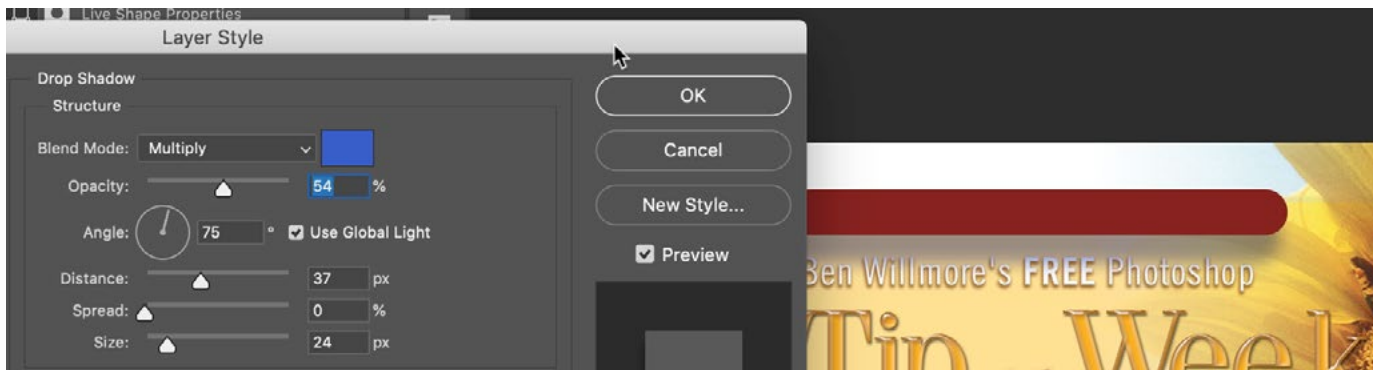 Live Shape Properties
Layer Style
Drop Shadow
Structure
Blend Mode: Multiply
Opacity: 54 %
Angle: 75 ° Use Global Light
Distance: 37 px
Spread: 0 %
Size: 24 px
OK
Cancel
New Style...
Preview
Ben Willmore's FREE Photoshop
Tip Week